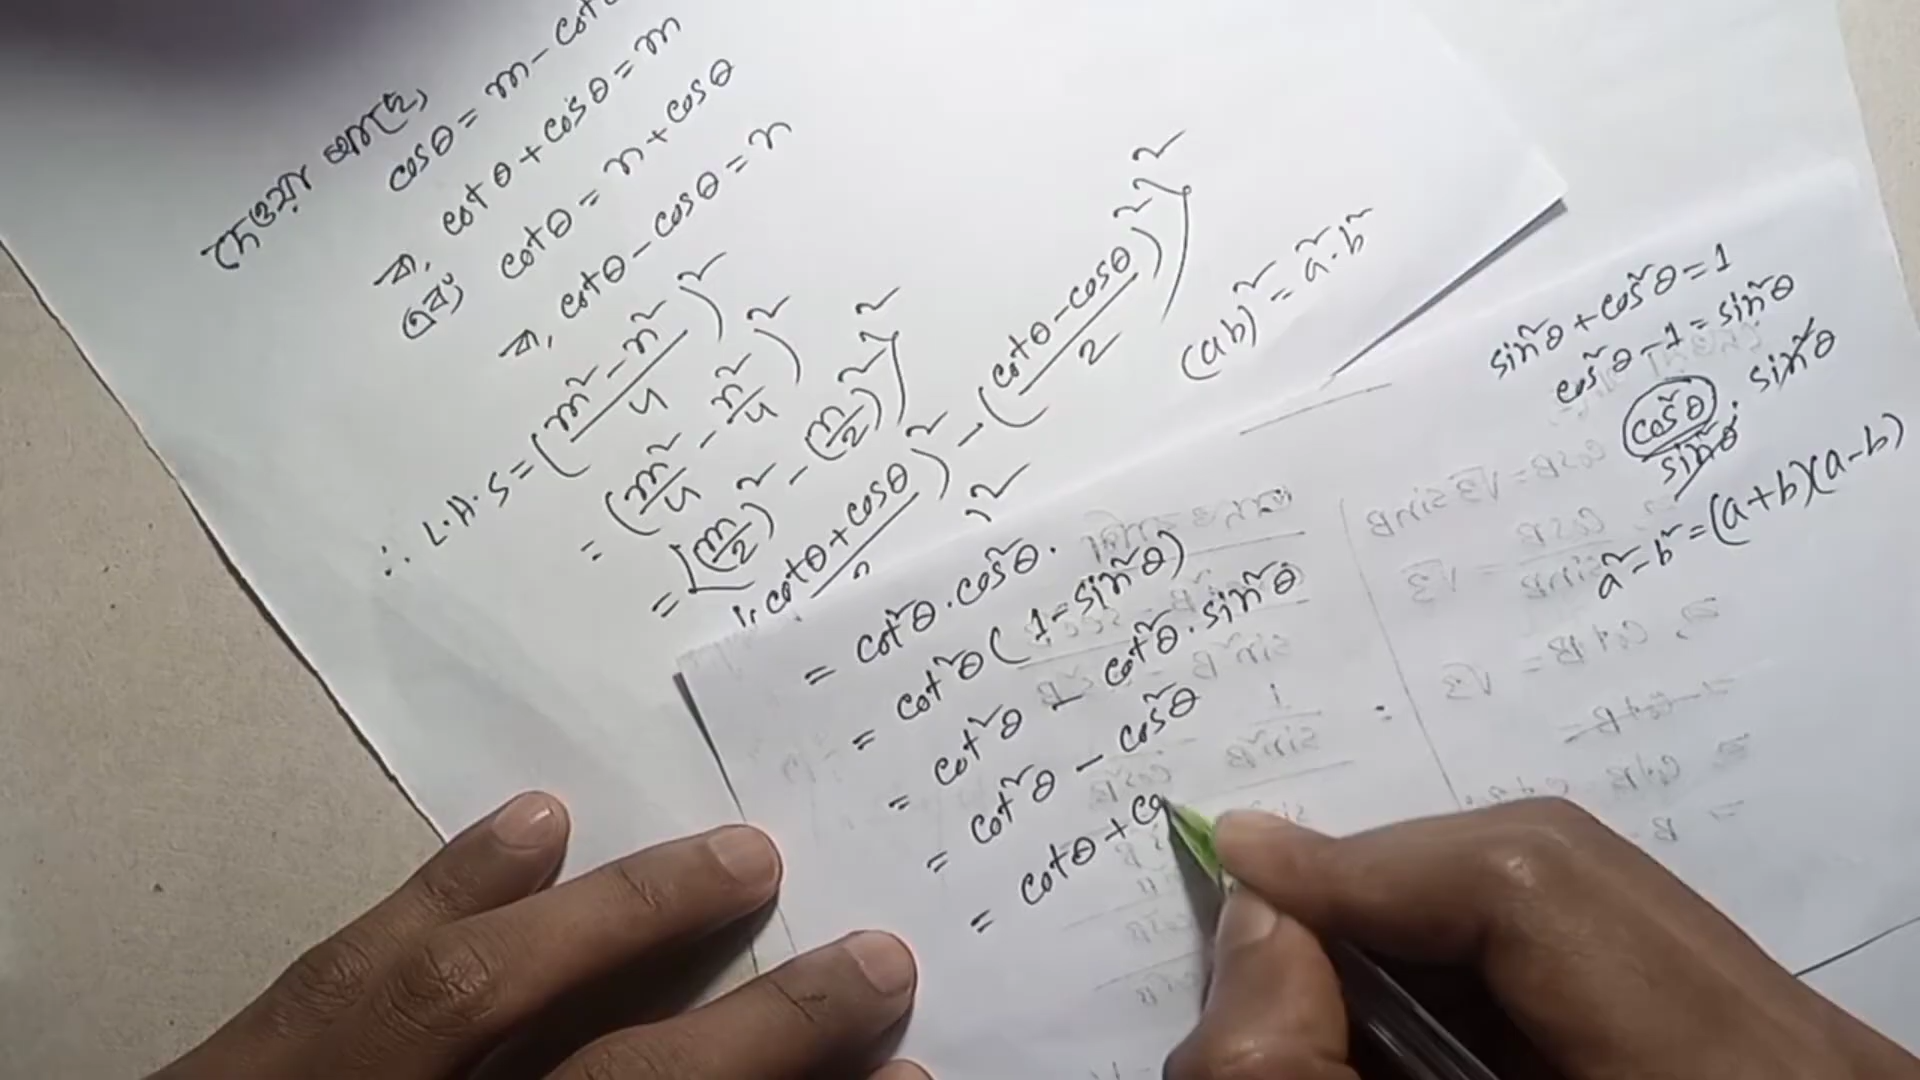 দেওয়া আছে,
cosθ = m - cotθ
বা, cotθ + cosθ = m
এবং cotθ = n + cosθ
বা, cotθ - cosθ = n
∴ L.H.S = (m² - n² / 4)²
= (m²/4 - n²/4)²
= [(m/2)² - (n/2)²]²
(cotθ + cosθ / 2)² - (cotθ - cosθ / 2)²)²
(ab)² = a².b²
= cot²θ.cos²θ.
= cot²θ (1 - sin²θ)
= cot²θ - cot²θ.sin²θ
= cot²θ - cos²θ
= cotθ + co
sin²θ + cos²θ = 1
cos²θ - 1 = sin²θ
cos²θ / sin²θ . sin²θ
a² - b² = (a+b)(a-b)